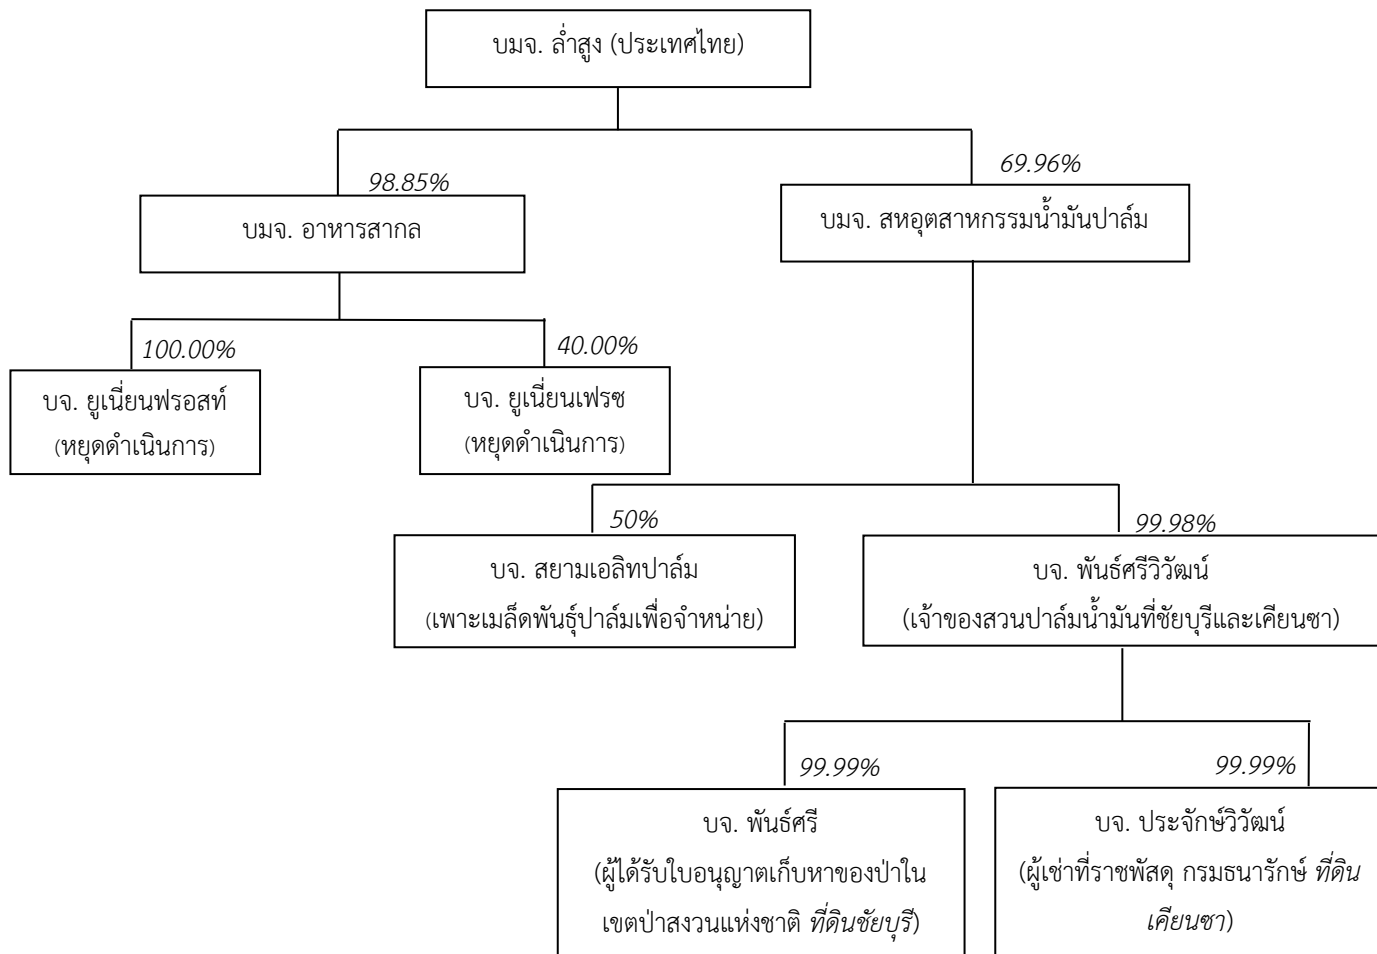 บมจ. ล่ำสูง (ประเทศไทย)
98.85%
69.96%
บมจ. อาหารสากล
บมจ. สหอุตสาหกรรมน้ำมันปาล์ม
100.00%
40.00%
บจ. ยูเนี่ยนฟรอสท์
(หยุดดำเนินการ)
บจ. ยูเนี่ยนเฟรซ
(หยุดดำเนินการ)
50%
99.98%
บจ. สยามเอลิทปาล์ม
(เพาะเมล็ดพันธุ์ปาล์มเพื่อจำหน่าย)
บจ. พันธ์ศรีวิวัฒน์
(เจ้าของสวนปาล์มน้ำมันที่ชัยบุรีและเคียนซา)
99.99%
99.99%
บจ. พันธ์ศรี
(ผู้ได้รับใบอนุญาตเก็บหาของป่าใน
เขตป่าสงวนแห่งชาติ ที่ดินชัยบุรี)
บจ. ประจักษ์วิวัฒน์
(ผู้เช่าที่ราชพัสดุ กรมธนารักษ์ ที่ดิน
เคียนซา)